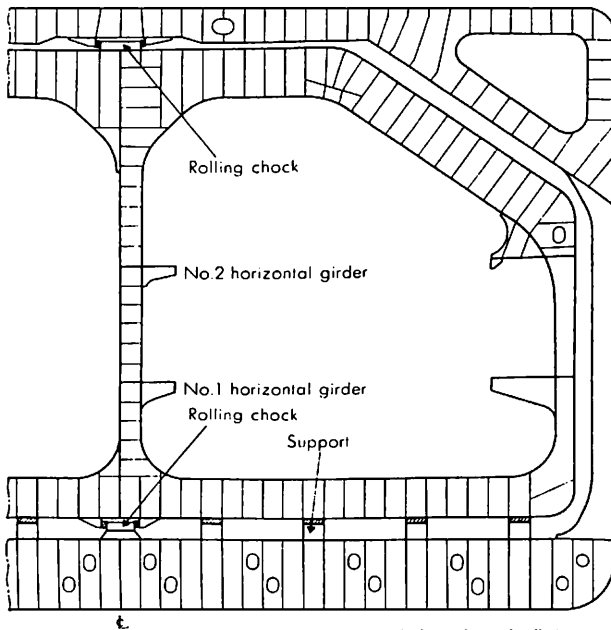 Rolling chock
No.2 horizontal girder
No.1 horizontal girder
Rolling chock
Support
℄